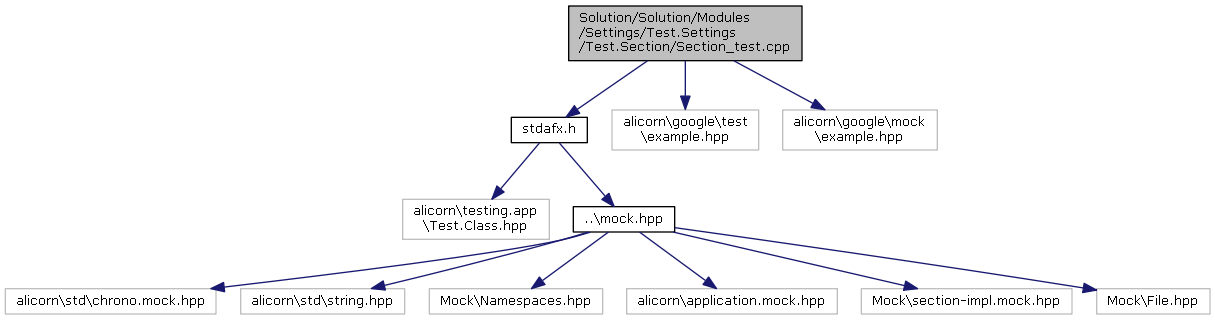 Solution/Solution/Modules
/Settings/Test.Settings
/Test.Section/Section_test.cpp
stdafx.h
alicorn\google\test
\example.hpp
alicorn\google\mock
\example.hpp
alicorn\testing.app
\Test.Class.hpp
..\mock.hpp
alicorn\std\chrono.mock.hpp
alicorn\std\string.hpp
Mock\Namespaces.hpp
alicorn\application.mock.hpp
Mock\section-impl.mock.hpp
Mock\File.hpp